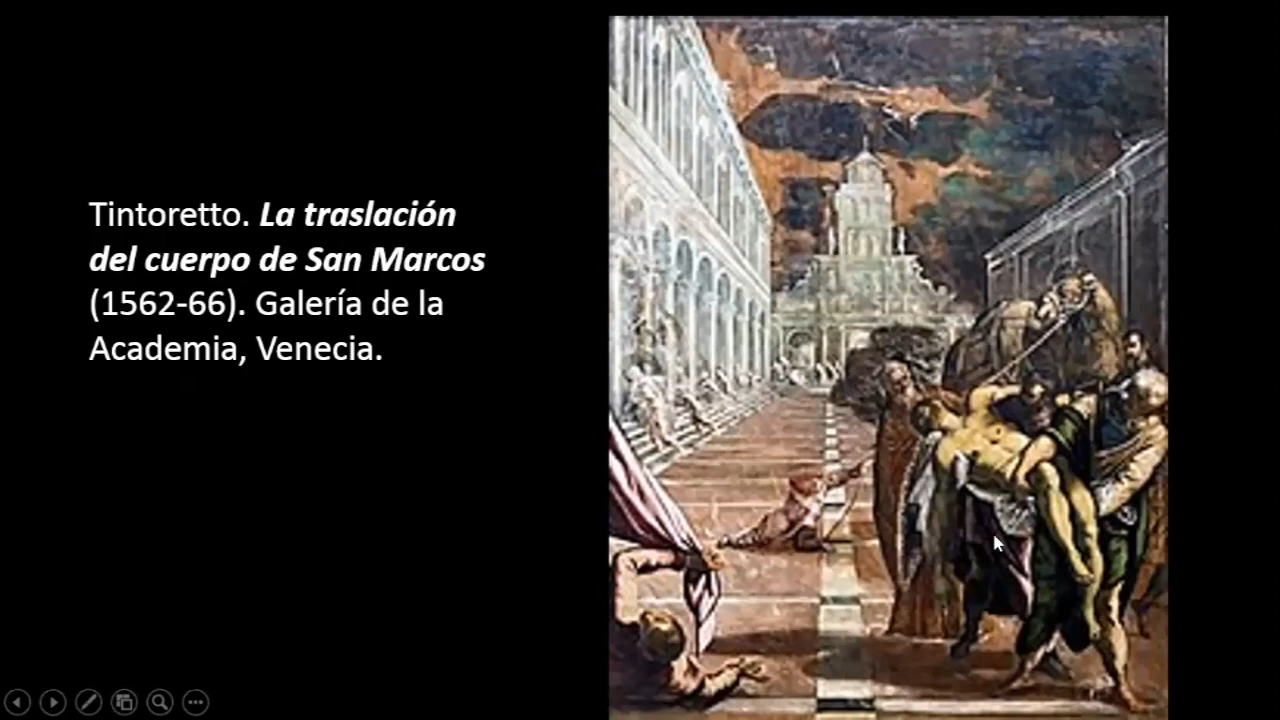 Tintoretto. La traslación
del cuerpo de San Marcos
(1562-66). Galería de la
Academia, Venecia.